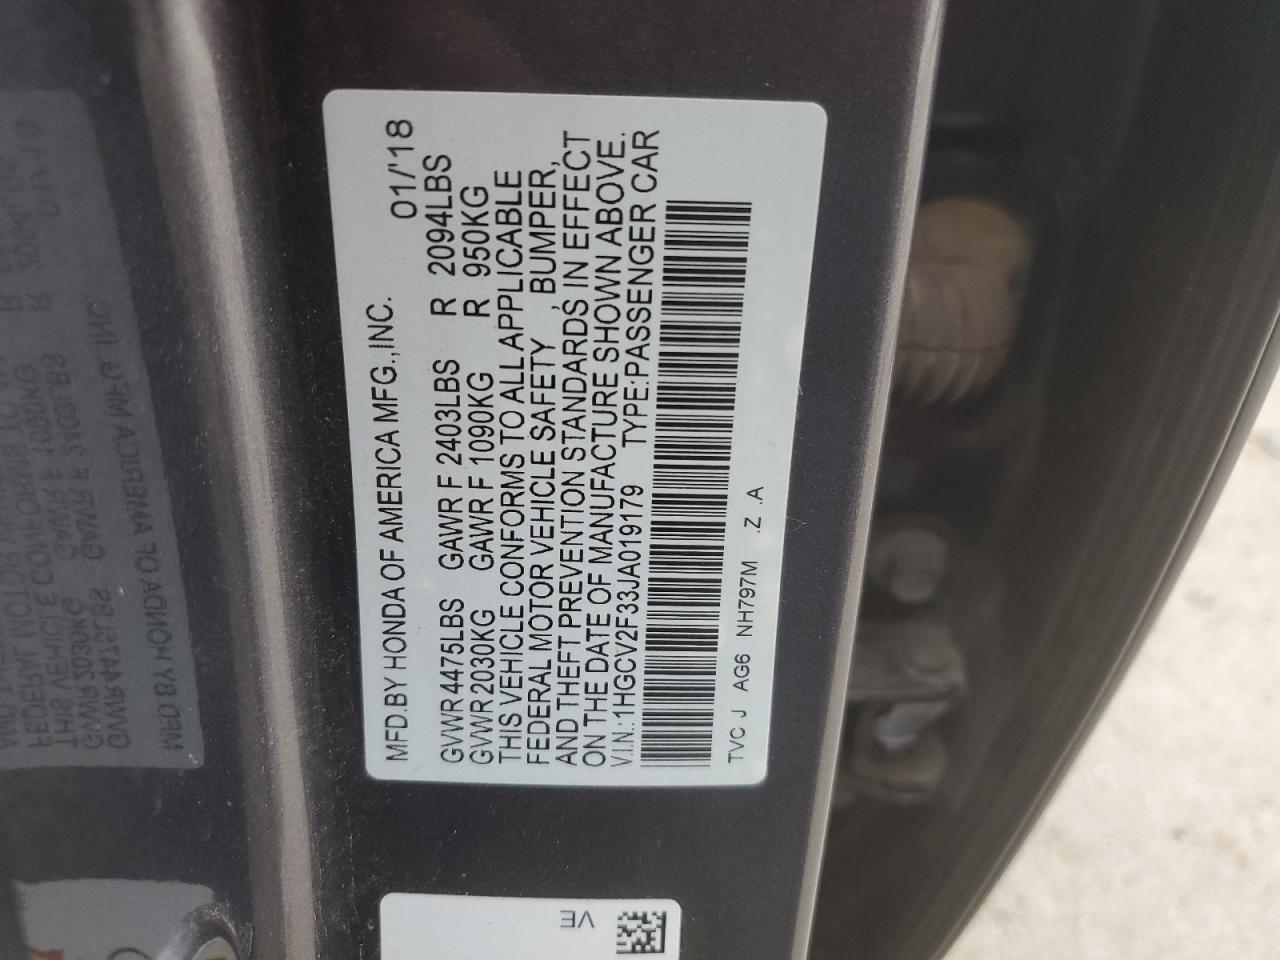 MFD.BY HONDA OF AMERICA MFG.,INC. 01/'18
GVWR 4475LBS GAWR F 2403LBS R 2094LBS
GVWR 2030KG GAWR F 1090KG R 950KG
THIS VEHICLE CONFORMS TO ALL APPLICABLE
FEDERAL MOTOR VEHICLE SAFETY, BUMPER,
AND THEFT PREVENTION STANDARDS IN EFFECT
ON THE DATE OF MANUFACTURE SHOWN ABOVE.
V.I.N.:1HGCV2F33JA019179 TYPE:PASSENGER CAR
TVC J AG6 NH797M .Z .A
VE